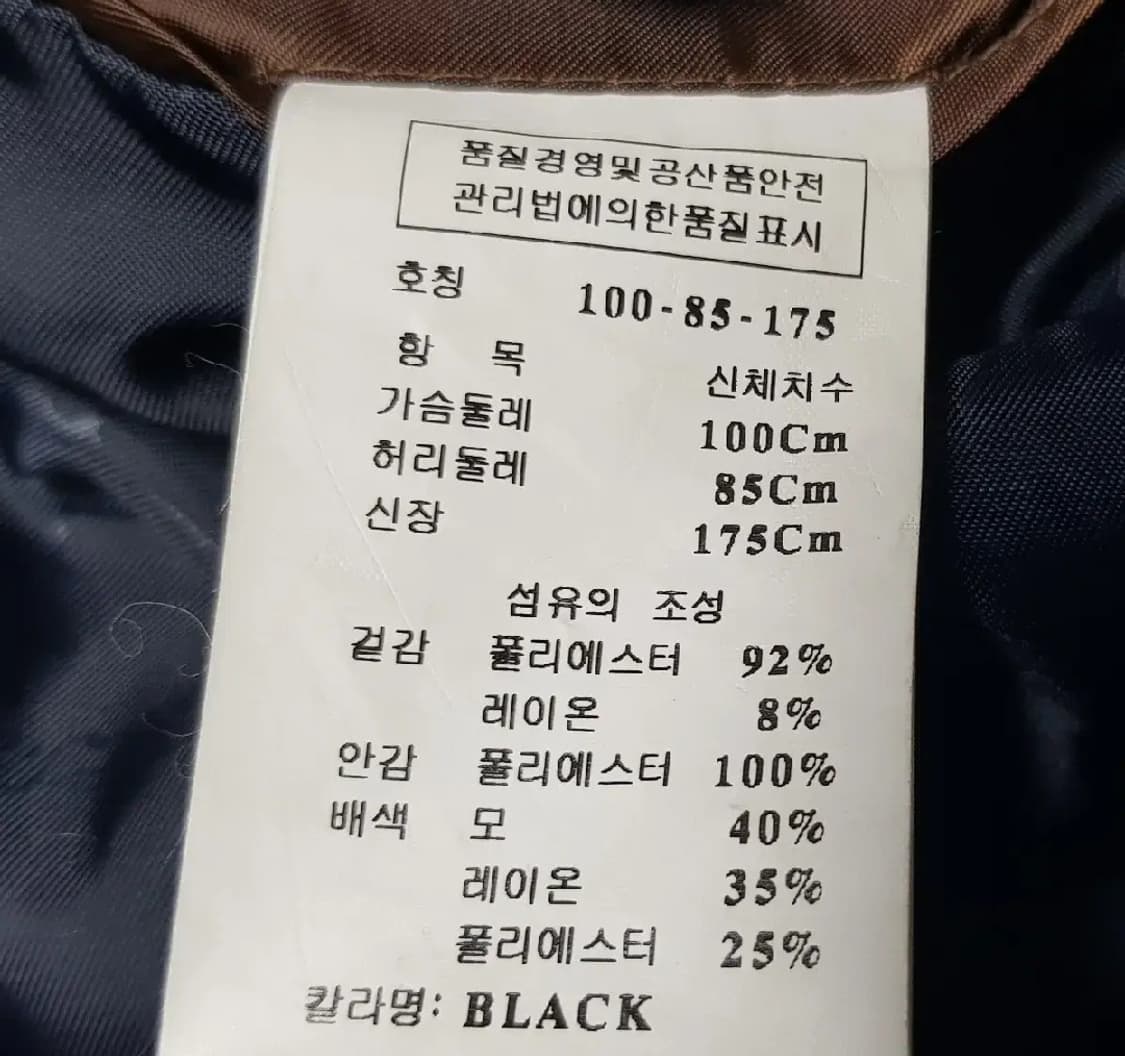 품질경영및공산품안전
관리법에의한품질표시
호칭 100-85-175
항 목 신체치수
가슴둘레 100Cm
허리둘레 85Cm
신장 175Cm
섬유의 조성
겉감 폴리에스터 92%
레이온 8%
안감 폴리에스터 100%
배색 모 40%
레이온 35%
폴리에스터 25%
칼라명: BLACK